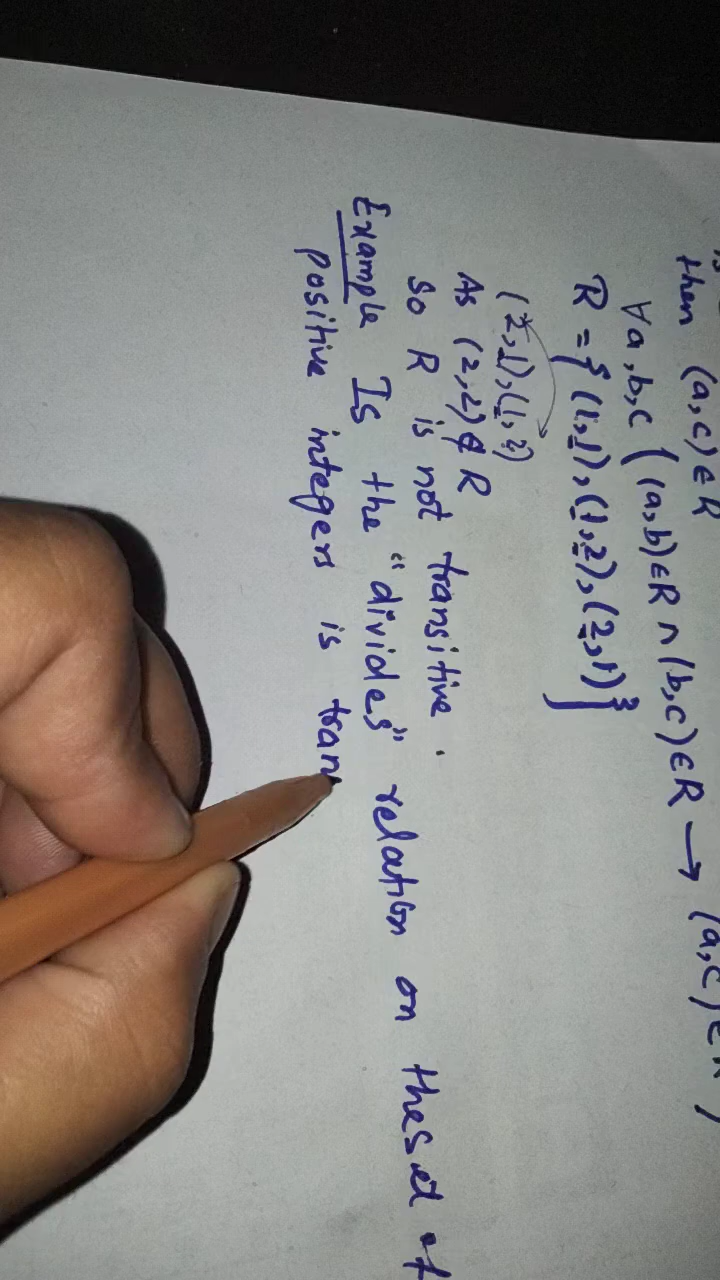 then (a,c) ∈ R
∀a,b,c ((a,b) ∈ R ∩ (b,c) ∈ R → (a,c) ∈ R)
R = { (1,1), (1,2), (2,1) }
(2,1), (1,2)
As (2,2) ∉ R
So R is not transitive.
Example Is the "divides" relation on the set of
positive integers is tran